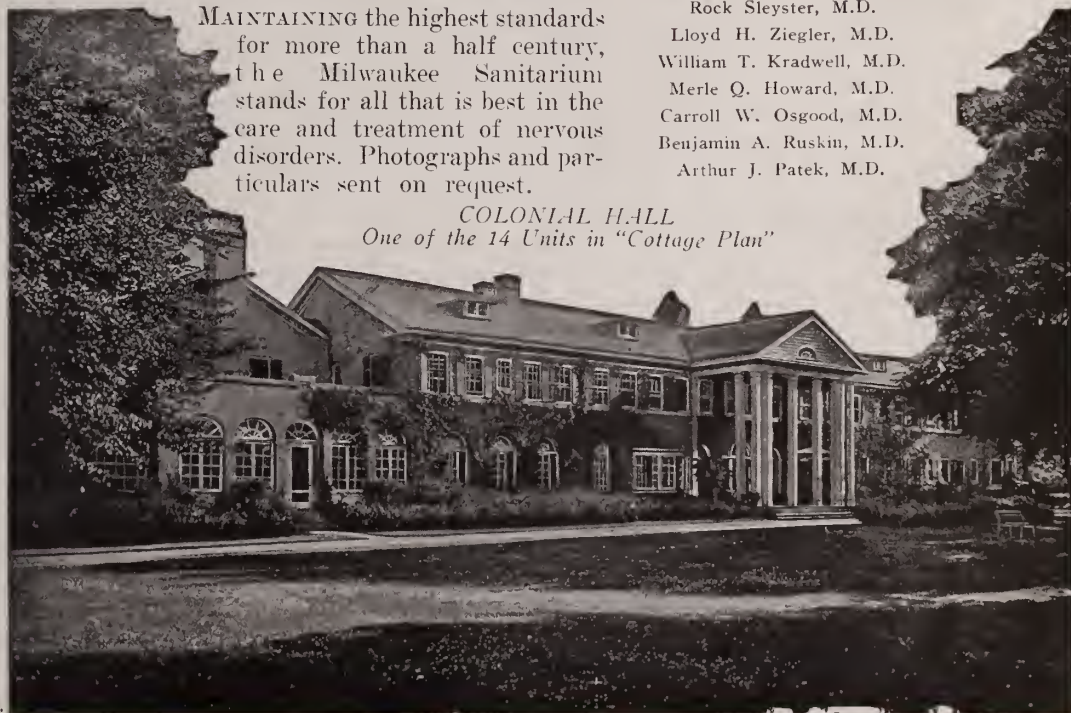 MAINTAINING the highest standards
for more than a half century,
the Milwaukee Sanitarium
stands for all that is best in the
care and treatment of nervous
disorders. Photographs and par-
ticulars sent on request.
Rock Sleyster, M.D.
Lloyd H. Ziegler, M.D.
William T. Kradwell, M.D.
Merle Q. Howard, M.D.
Carroll W. Osgood, M.D.
Benjamin A. Ruskin, M.D.
Arthur J. Patek, M.D.
COLONIAL HALL
One of the 14 Units in "Cottage Plan"